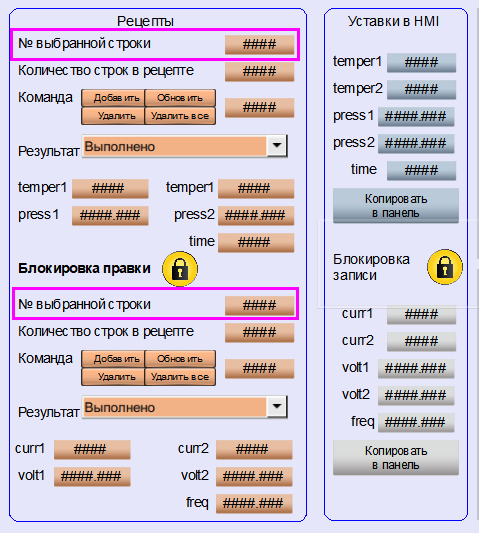 Рецепты
№ выбранной строки ####
Количество строк в рецепте ####
Команда Добавить Обновить ####
Удалить Удалить все
Результат Выполнено
temper1 #### temper1 ####
press1 ####.### press2 ####.###
time ####
Блокировка правки
№ выбранной строки ####
Количество строк в рецепте ####
Команда Добавить Обновить ####
Удалить Удалить все
Результат Выполнено
curr1 #### curr2 ####
volt1 ####.### volt2 ####.###
freq ####.###
Уставки в HMI
temper1 ####
temper2 ####
press1 ####.###
press2 ####.###
time ####
Копировать
в панель
Блокировка
записи
curr1 ####
curr2 ####
volt1 ####.###
volt2 ####.###
freq ####.###
Копировать
в панель